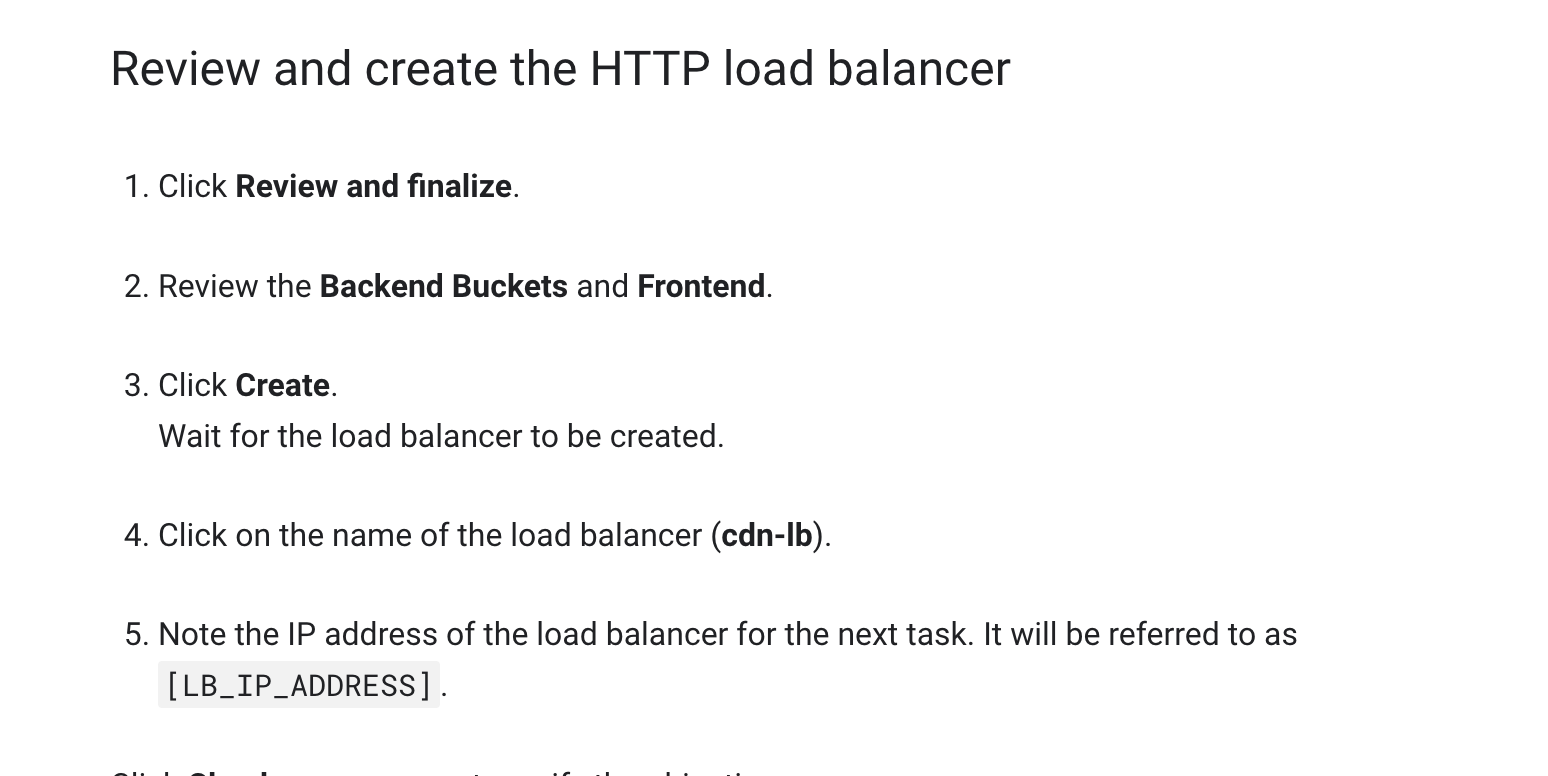 Review and create the HTTP load balancer
1. Click Review and finalize.
2. Review the Backend Buckets and Frontend.
3. Click Create.
Wait for the load balancer to be created.
4. Click on the name of the load balancer (cdn-lb).
5. Note the IP address of the load balancer for the next task. It will be referred to as
[LB_IP_ADDRESS].